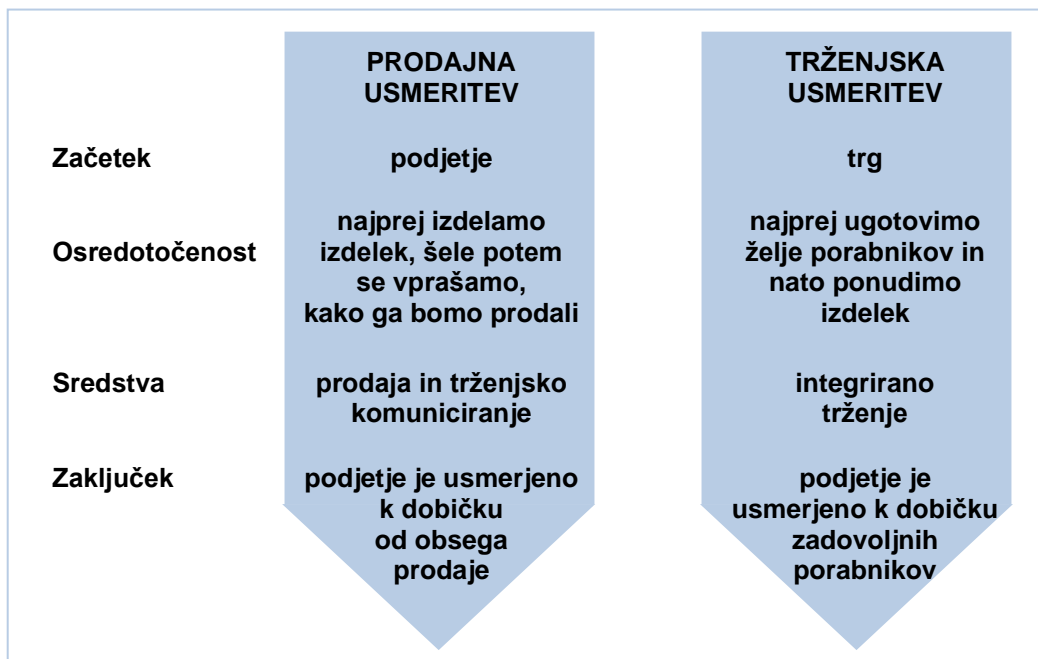 PRODAJNA
USMERITEV
TRŽENJSKA
USMERITEV
Začetek
podjetje
trg
Osredotočenost
najprej izdelamo
izdelek, šele potem
se vprašamo,
kako ga bomo prodali
najprej ugotovimo
želje porabnikov in
nato ponudimo
izdelek
Sredstva
prodaja in trženjsko
komuniciranje
integrirano
trženje
Zaključek
podjetje je usmerjeno
k dobičku
od obsega
prodaje
podjetje je
usmerjeno k dobičku
zadovoljnih
porabnikov